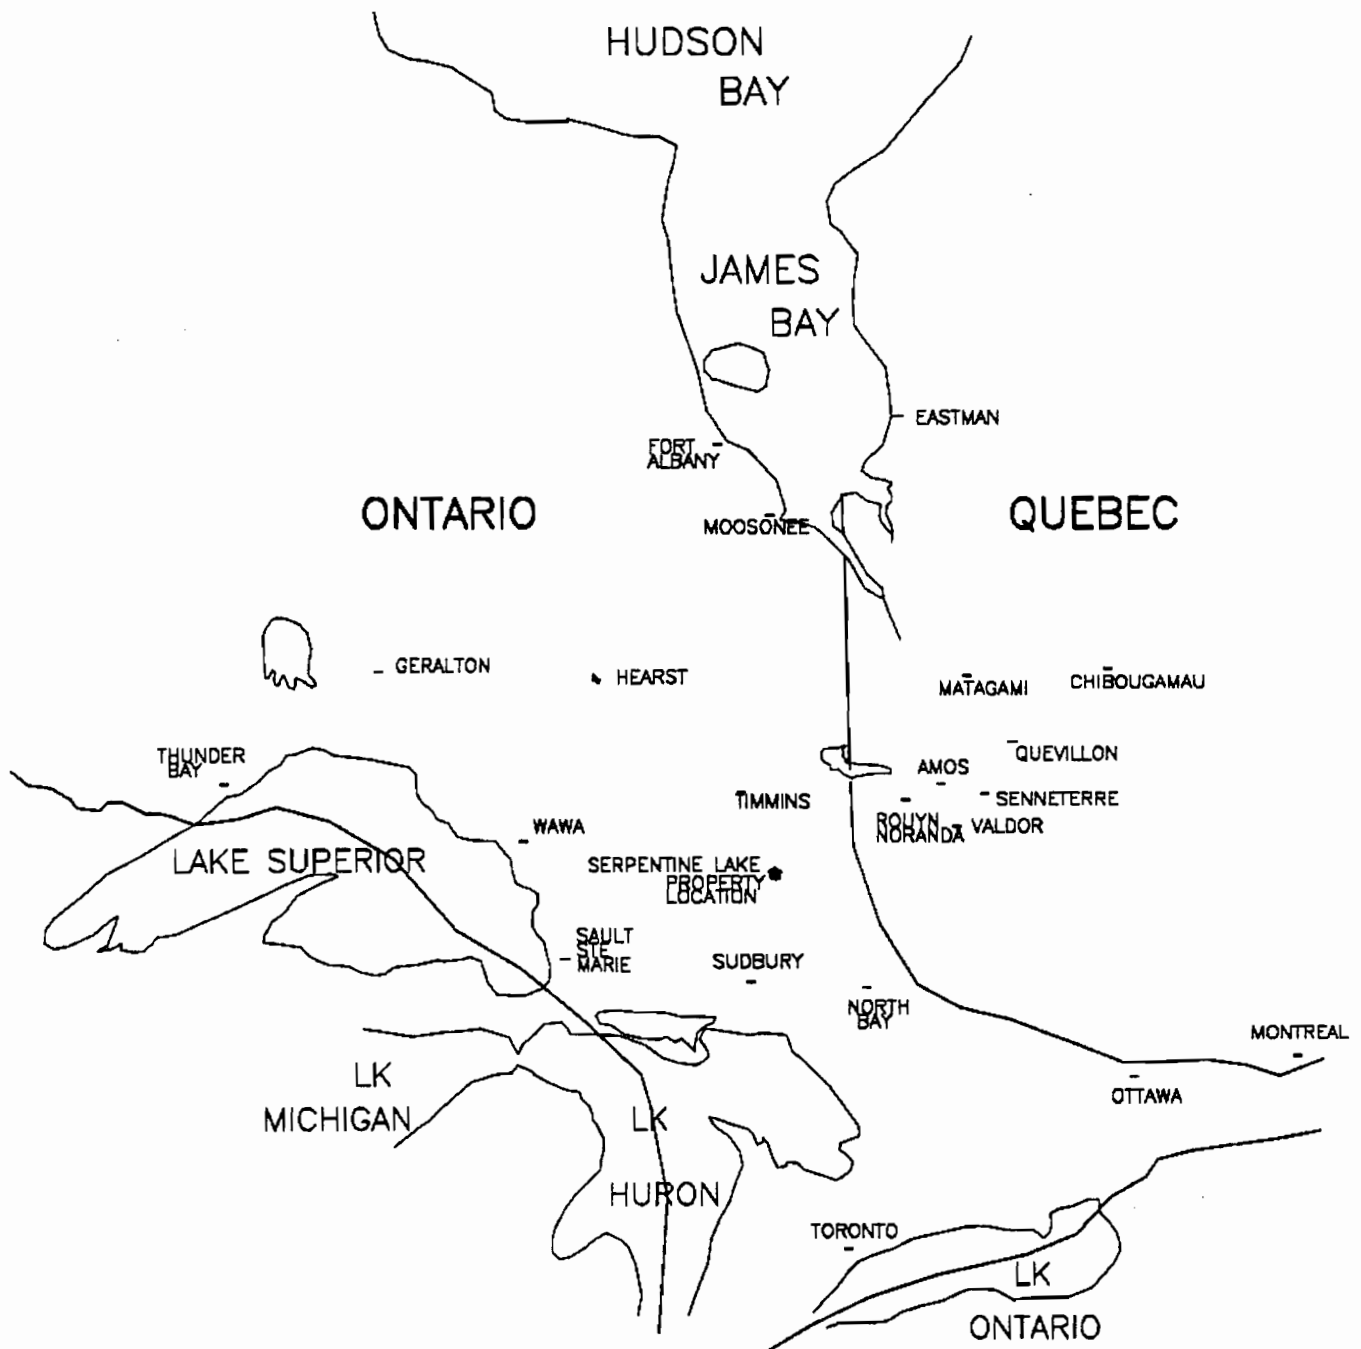 HUDSON
BAY
JAMES
BAY
EASTMAN
FORT
ALBANY
ONTARIO
QUEBEC
MOOSONEE
GERALTON
HEARST
MATAGAMI
CHIBOUGAMAU
THUNDER
BAY
QUEVILLON
AMOS
TIMMINS
SENNETERRE
ROUYN
NORANDA
VALDOR
WAWA
LAKE SUPERIOR
SERPENTINE LAKE
PROPERTY
LOCATION
SAULT
STE
MARIE
SUDBURY
NORTH
BAY
MONTREAL
OTTAWA
LK
MICHIGAN
LK
HURON
TORONTO
LK
ONTARIO